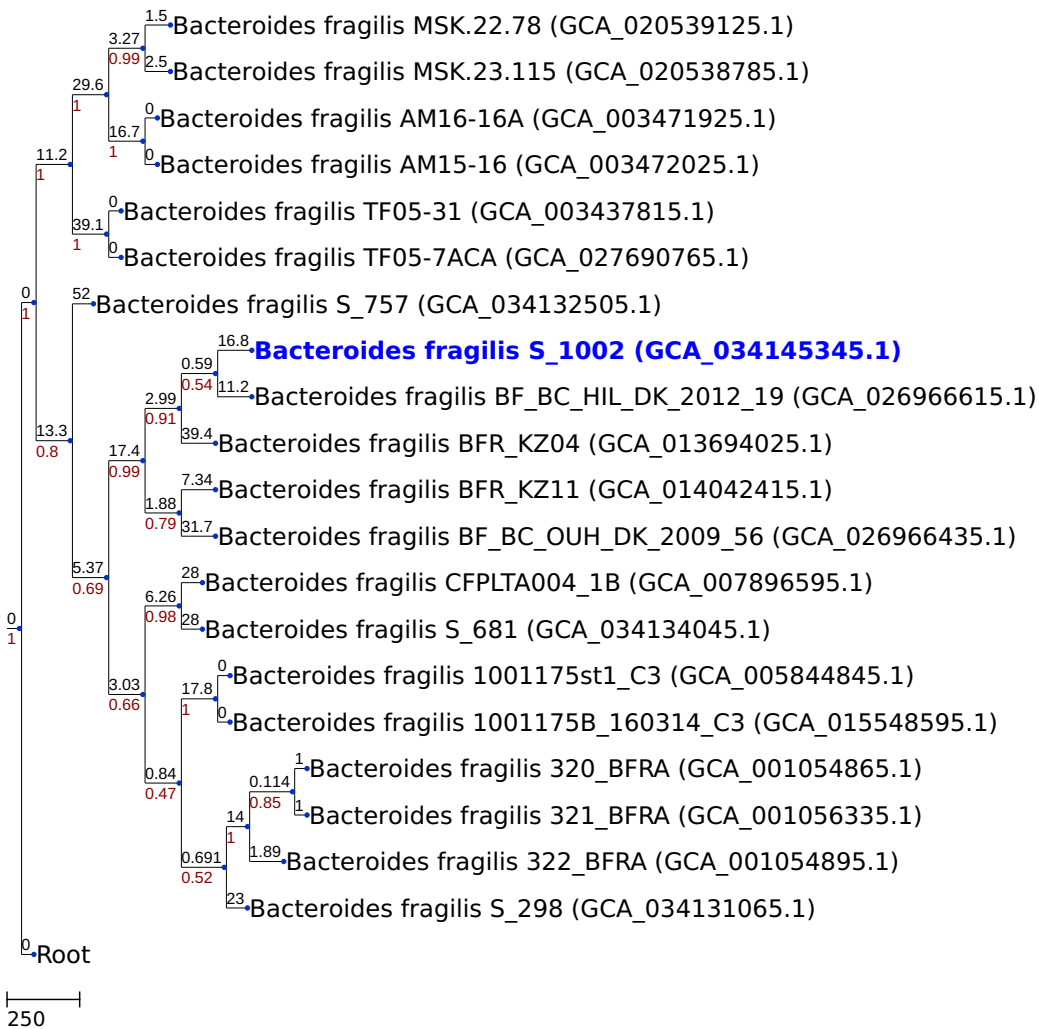 1.5
Bacteroides fragilis MSK.22.78 (GCA_020539125.1)
3.27
0.99
2.5
Bacteroides fragilis MSK.23.115 (GCA_020538785.1)
29.6
1
0
Bacteroides fragilis AM16-16A (GCA_003471925.1)
16.7
1
0
Bacteroides fragilis AM15-16 (GCA_003472025.1)
11.2
1
0
Bacteroides fragilis TF05-31 (GCA_003437815.1)
39.1
1
0
Bacteroides fragilis TF05-7ACA (GCA_027690765.1)
0
1
52
Bacteroides fragilis S_757 (GCA_034132505.1)
16.8
Bacteroides fragilis S_1002 (GCA_034145345.1)
0.59
0.54
11.2
Bacteroides fragilis BF_BC_HIL_DK_2012_19 (GCA_026966615.1)
2.99
0.91
39.4
Bacteroides fragilis BFR_KZ04 (GCA_013694025.1)
13.3
0.8
17.4
0.99
7.34
Bacteroides fragilis BFR_KZ11 (GCA_014042415.1)
1.88
0.79
31.7
Bacteroides fragilis BF_BC_OUH_DK_2009_56 (GCA_026966435.1)
5.37
0.69
28
Bacteroides fragilis CFPLTA004_1B (GCA_007896595.1)
6.26
0.98
28
Bacteroides fragilis S_681 (GCA_034134045.1)
0
1
0
Bacteroides fragilis 1001175st1_C3 (GCA_005844845.1)
3.03
0.66
17.8
1
0
Bacteroides fragilis 1001175B_160314_C3 (GCA_015548595.1)
0.84
0.47
1
Bacteroides fragilis 320_BFRA (GCA_001054865.1)
0.114
0.85
1
Bacteroides fragilis 321_BFRA (GCA_001056335.1)
14
1
1.89
Bacteroides fragilis 322_BFRA (GCA_001054895.1)
0.691
0.52
23
Bacteroides fragilis S_298 (GCA_034131065.1)
0
Root
250